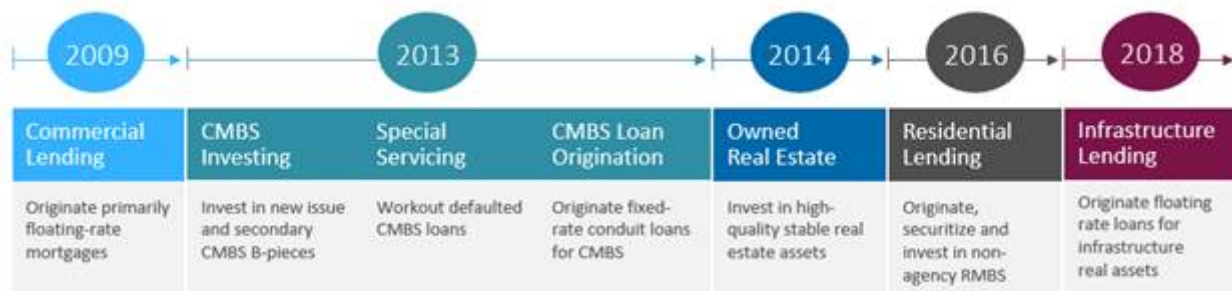 2009
2013
2014
2016
2018
Commercial
Lending
CMBS
Investing
Special
Servicing
CMBS Loan
Origination
Owned
Real Estate
Residential
Lending
Infrastructure
Lending
Originate primarily
floating-rate
mortgages
Invest in new issue
and secondary
CMBS B-pieces
Workout defaulted
CMBS loans
Originate fixed-
rate conduit loans
for CMBS
Invest in high-
quality stable real
estate assets
Originate,
securitize and
invest in non-
agency RMBS
Originate floating
rate loans for
infrastructure
real assets